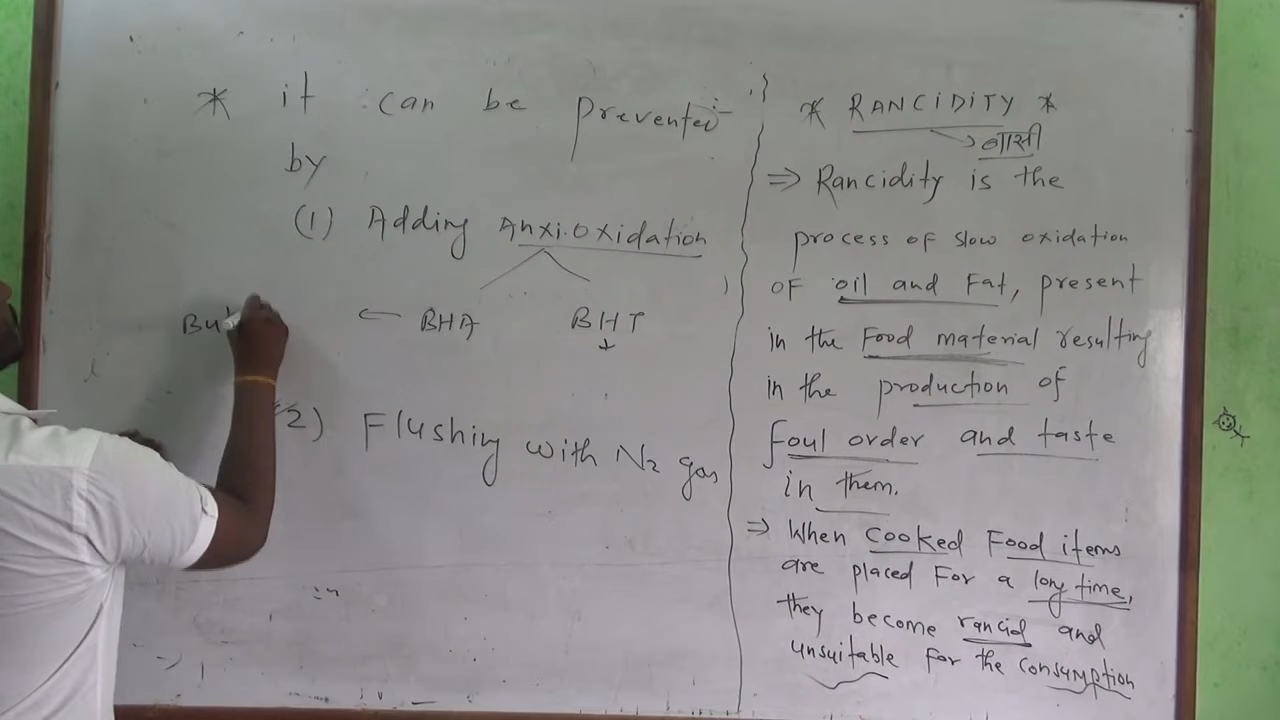 * it can be prevented
by
(1) Adding Anxi.oxidation
But ← BHA BHT
↓
2) Flushing with N2 gas
* RANCIDITY *
→ बासी
⇒ Rancidity is the
process of slow oxidation
of oil and Fat, present
in the Food material resulting
in the production of
foul order and taste
in them.
⇒ When cooked Food items
are placed For a long time,
they become rancid and
unsuitable for the consumption